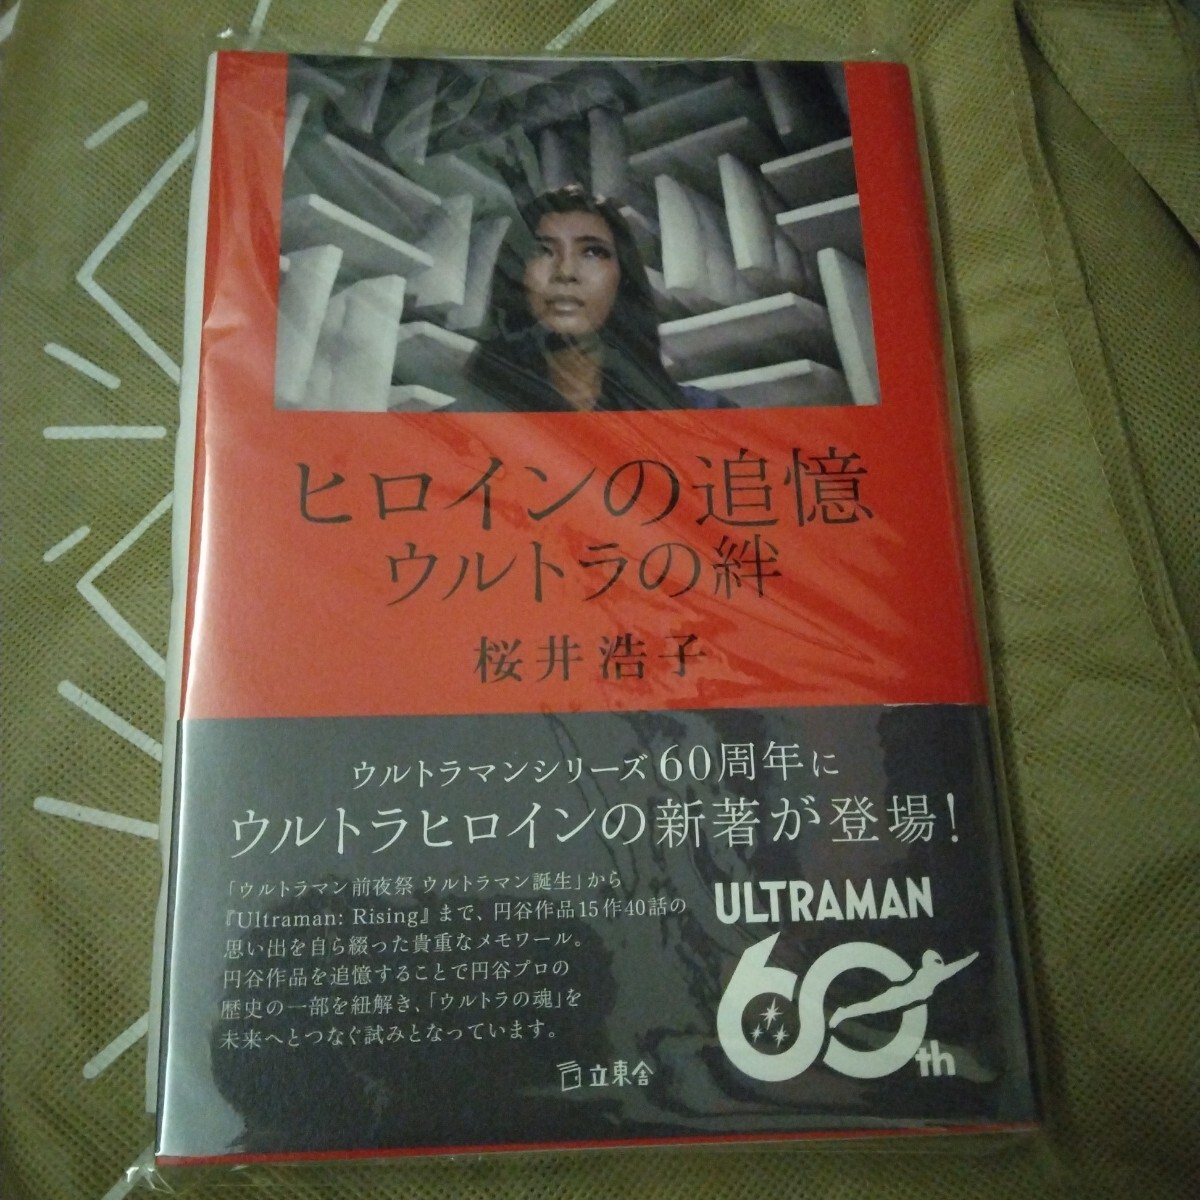 ヒロインの追憶
ウルトラの絆
桜井浩子
ウルトラマンシリーズ60周年に
ウルトラヒロインの新著が登場!
「ウルトラマン前夜祭 ウルトラマン誕生」から
『Ultraman: Rising』まで、円谷作品15作40話の
思い出を自ら綴った貴重なメモワール。
円谷作品を追憶することで円谷プロの
歴史の一部を紐解き、「ウルトラの魂」を
未来へとつなぐ試みとなっています。
ULTRAMAN
60th
立東舎